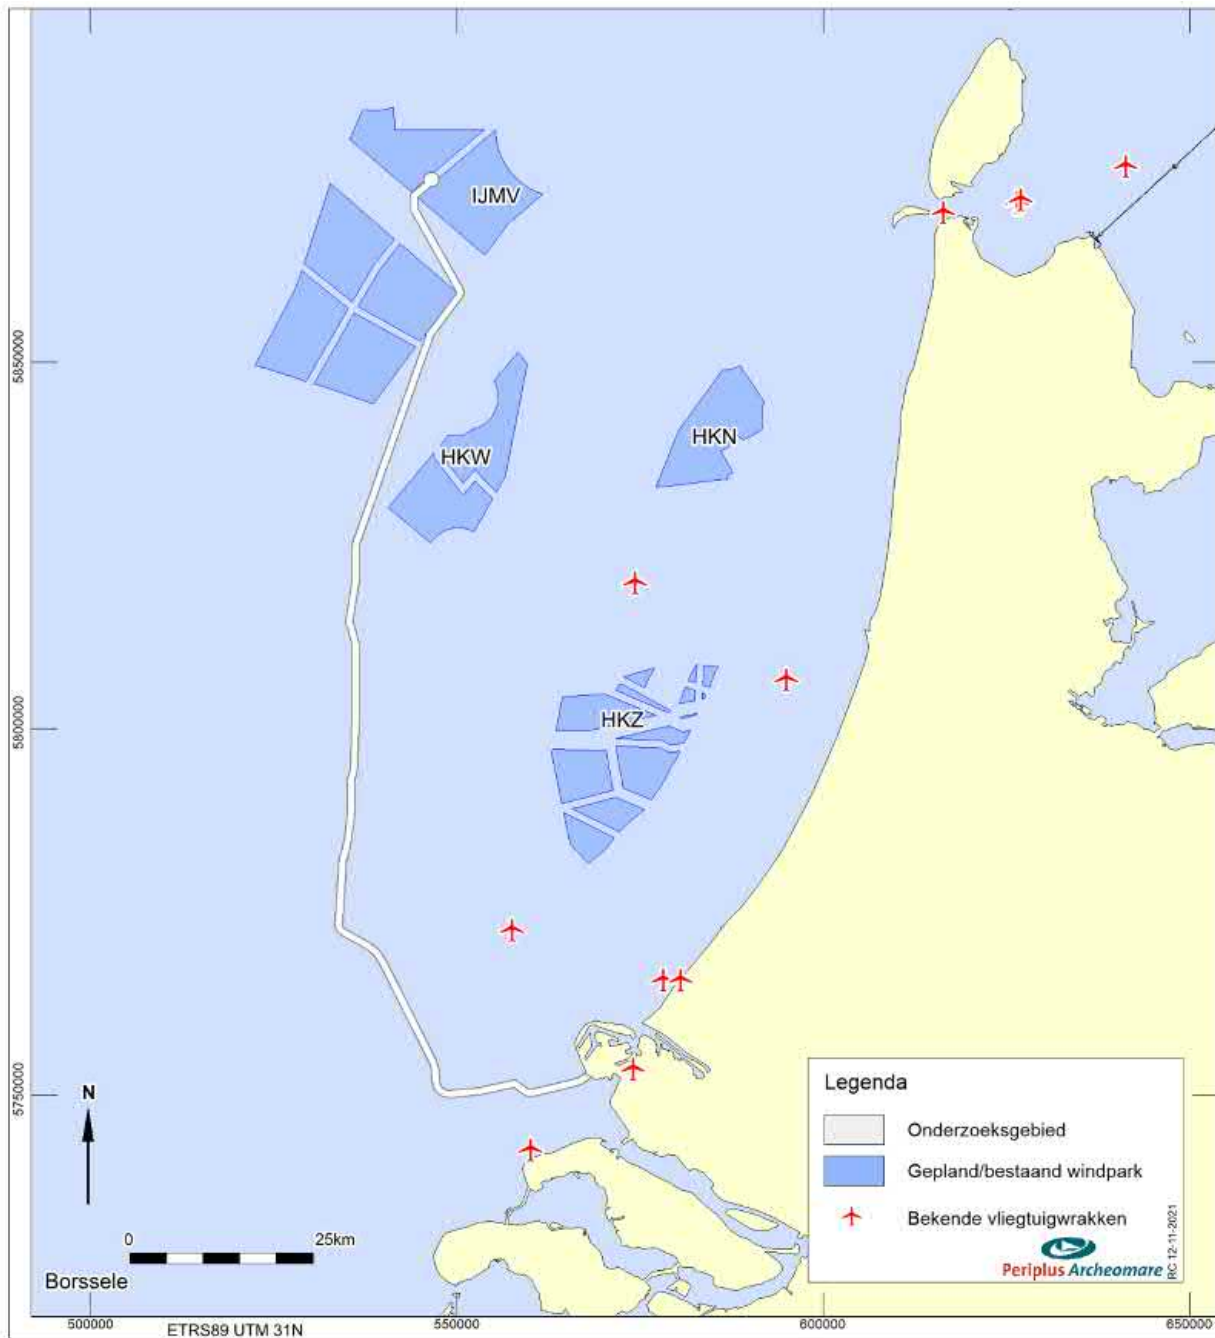 IJMV
5850000
HKW
HKN
HKZ
5800000
5750000
N
0 25km
Borssele
Legenda
Onderzoeksgebied
Gepland/bestaand windpark
Bekende vliegtuigwrakken
Periplus Archeomare
RC 12-11-2021
500000 550000 600000 650000
ETRS89 UTM 31N